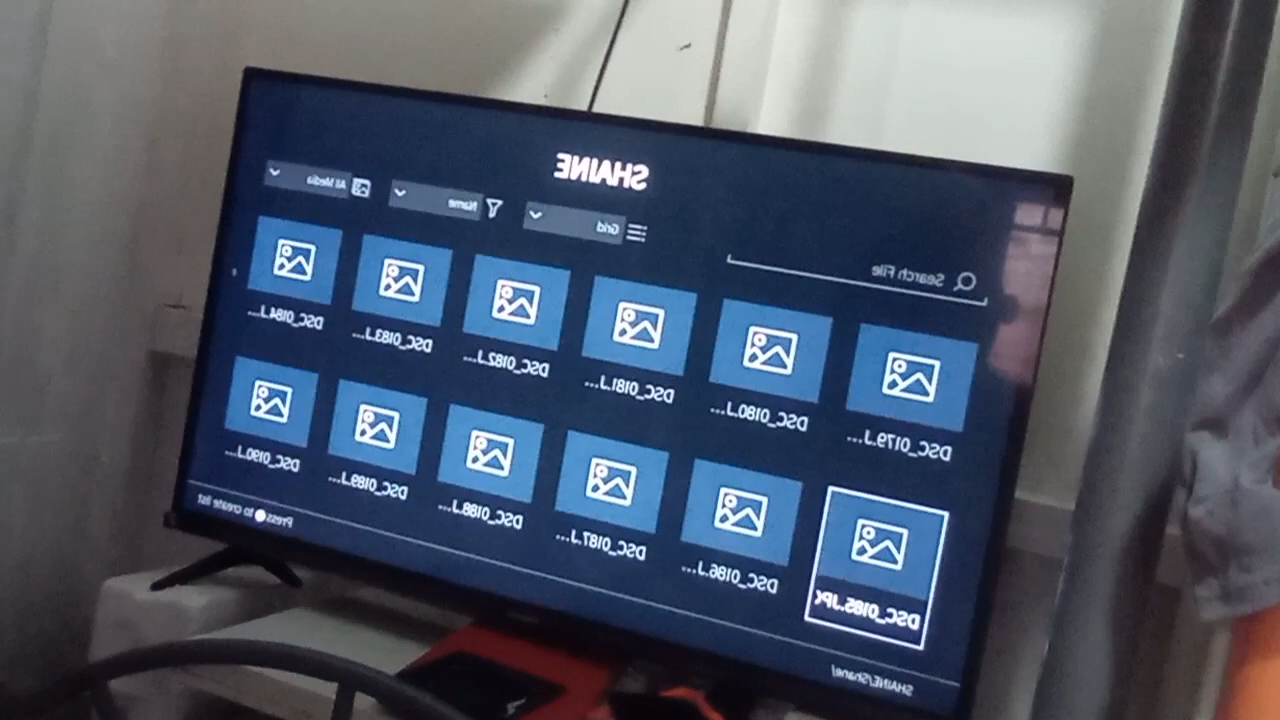 SHAINE
Search File
Grid
Name
All Media
DSC_0179.J...
DSC_0180.J...
DSC_0181.J...
DSC_0182.J...
DSC_0183.J...
DSC_0184.J...
DSC_0185.JP
DSC_0186.J...
DSC_0187.J...
DSC_0188.J...
DSC_0189.J...
DSC_0190.J...
Press to create list
SHAINE/Shane/